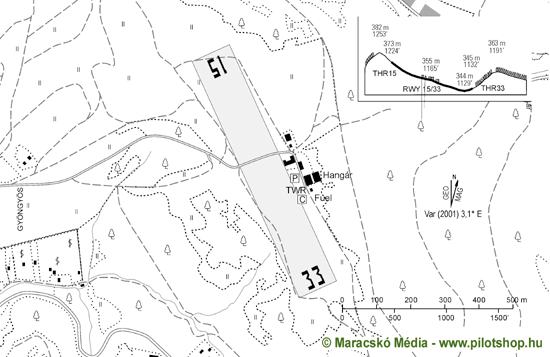 382 m
1253'
373 m
1224'
355 m
1165'
345 m
1132'
363 m
1191'
344 m
1129'
THR15
RWY 15/33
THR33
15
Hangár
P
TWR
Fuel
C
GYÖNGYÖS
N
GEO
MAG
Var (2001) 3,1° E
33
0 100 200 300 400 500 m
0 500 1000 1500'
© Maracskó Média - www.pilotshop.hu